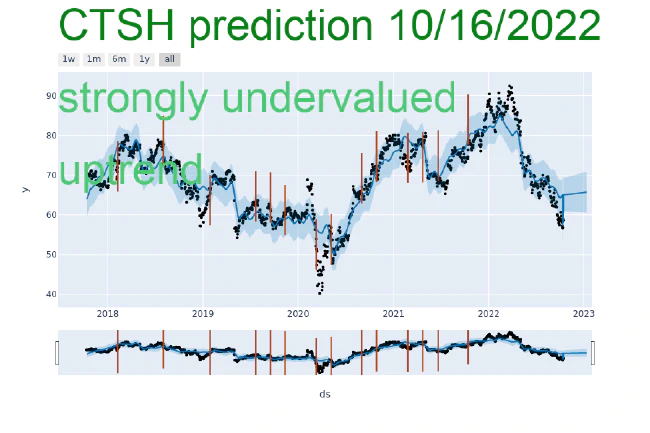 CTSH prediction 10/16/2022
1w 1m 6m 1y all
strongly undervalued
uptrend
90
80
70
60
50
40
y
2018 2019 2020 2021 2022 2023
ds